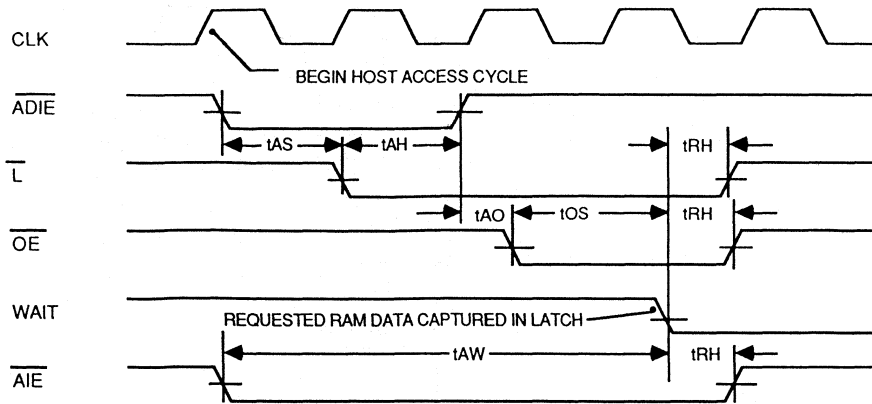 CLK
BEGIN HOST ACCESS CYCLE
ADIE
tAS
tAH
tRH
L
tAO
tOS
tRH
OE
WAIT
REQUESTED RAM DATA CAPTURED IN LATCH
tAW
tRH
AIE